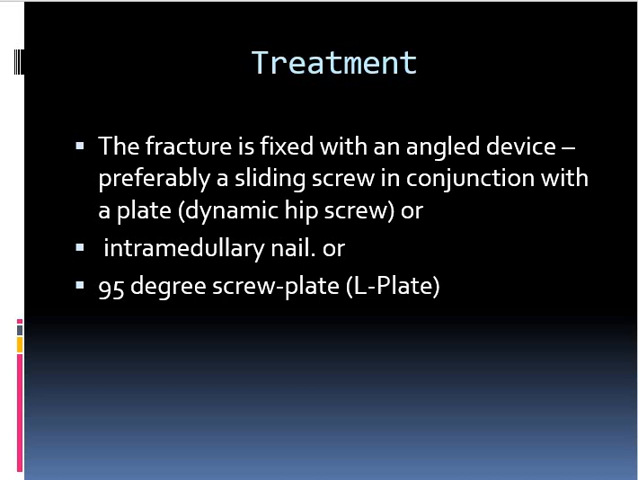 Treatment
▪ The fracture is fixed with an angled device –
preferably a sliding screw in conjunction with
a plate (dynamic hip screw) or
▪ intramedullary nail. or
▪ 95 degree screw-plate (L-Plate)